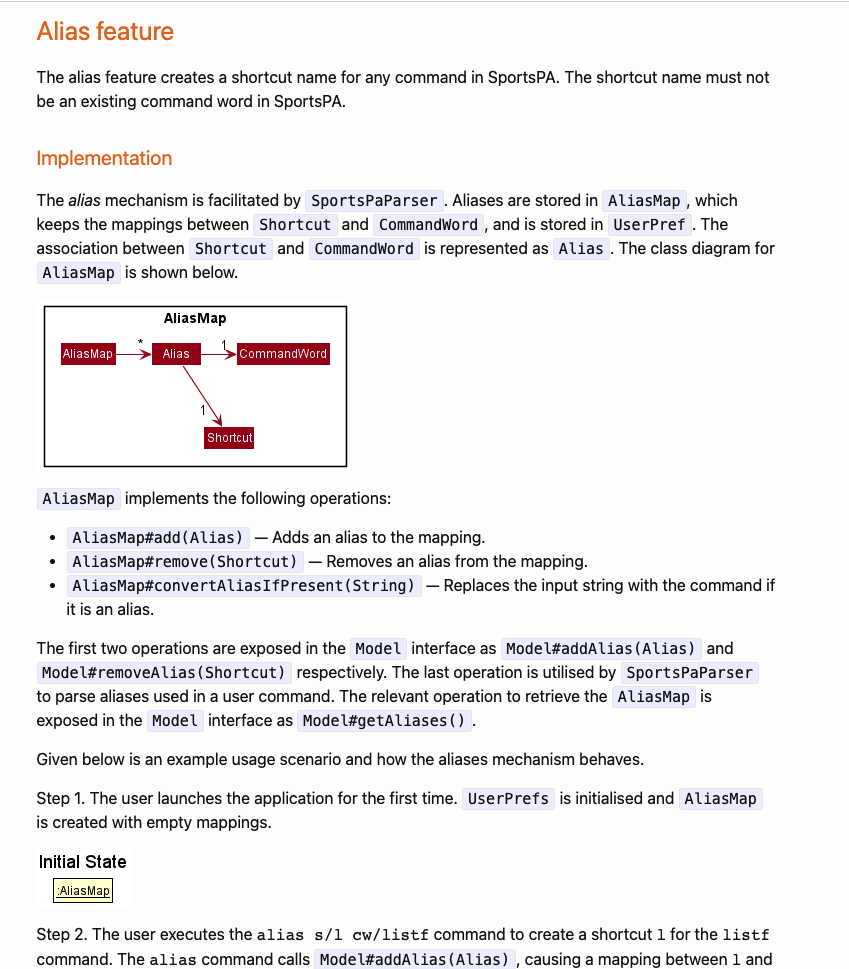 Alias feature
The alias feature creates a shortcut name for any command in SportsPA. The shortcut name must not
be an existing command word in SportsPA.
Implementation
The alias mechanism is facilitated by SportsPaParser. Aliases are stored in AliasMap, which
keeps the mappings between Shortcut and CommandWord, and is stored in UserPref. The
association between Shortcut and CommandWord is represented as Alias. The class diagram for
AliasMap is shown below.
AliasMap
AliasMap * Alias 1 CommandWord
1
Shortcut
AliasMap implements the following operations:
• AliasMap#add(Alias) — Adds an alias to the mapping.
• AliasMap#remove(Shortcut) — Removes an alias from the mapping.
• AliasMap#convertAliasIfPresent(String) — Replaces the input string with the command if
it is an alias.
The first two operations are exposed in the Model interface as Model#addAlias(Alias) and
Model#removeAlias(Shortcut) respectively. The last operation is utilised by SportsPaParser
to parse aliases used in a user command. The relevant operation to retrieve the AliasMap is
exposed in the Model interface as Model#getAliases().
Given below is an example usage scenario and how the aliases mechanism behaves.
Step 1. The user launches the application for the first time. UserPrefs is initialised and AliasMap
is created with empty mappings.
Initial State
:AliasMap
Step 2. The user executes the alias s/l cw/listf command to create a shortcut l for the listf
command. The alias command calls Model#addAlias(Alias), causing a mapping between l and